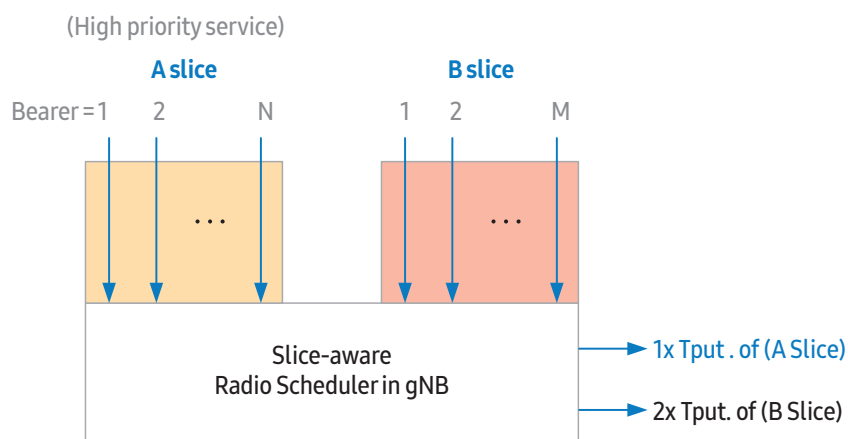 (High priority service)
A slice B slice
Bearer = 1 2 N 1 2 M
... ...
Slice-aware
Radio Scheduler in gNB
1x Tput . of (A Slice)
2x Tput. of (B Slice)